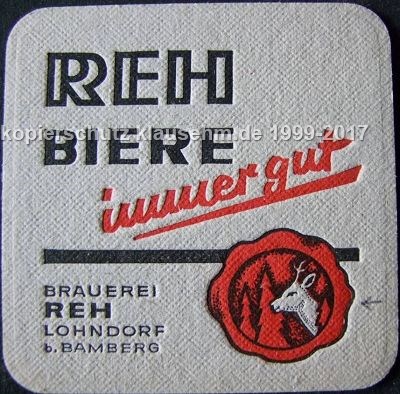 REH
kopierschutz klausehm.de 1999-2017
BIERE
immer gut
BRAUEREI
REH
LOHNDORF
b. BAMBERG